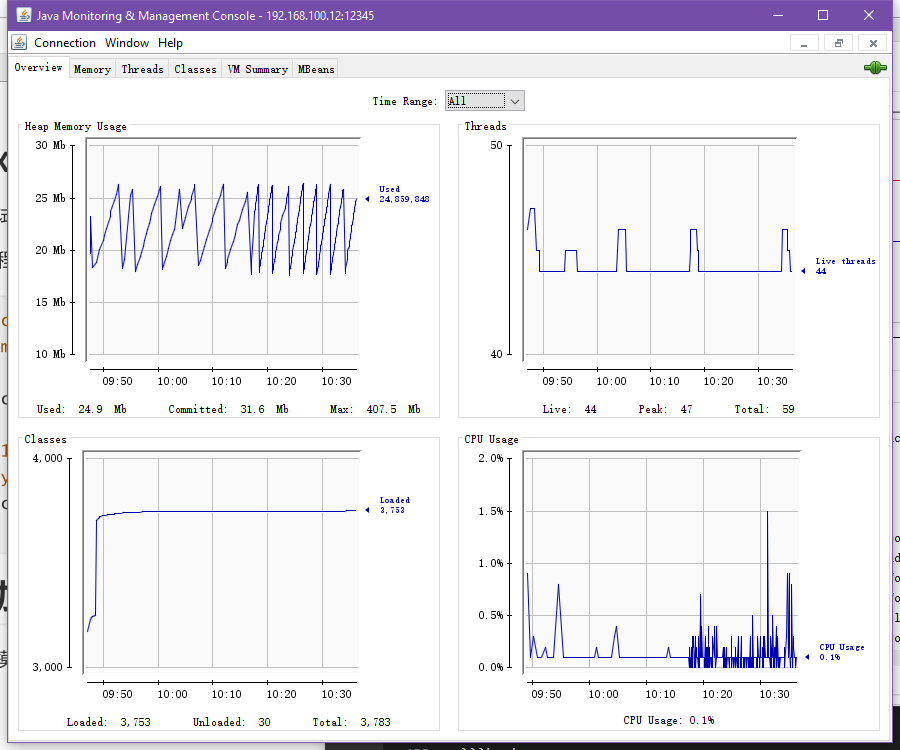 Java Monitoring & Management Console - 192.168.100.12:12345
Connection Window Help
Overview Memory Threads Classes VM Summary MBeans
Time Range: All
Heap Memory Usage
30 Mb
25 Mb
20 Mb
15 Mb
10 Mb
Used
24,859,848
09:50 10:00 10:10 10:20 10:30
Used: 24.9 Mb Committed: 31.6 Mb Max: 407.5 Mb
Threads
50
40
Live threads
44
09:50 10:00 10:10 10:20 10:30
Live: 44 Peak: 47 Total: 59
Classes
4,000
3,000
Loaded
3,753
09:50 10:00 10:10 10:20 10:30
Loaded: 3,753 Unloaded: 30 Total: 3,783
CPU Usage
2.0%
1.5%
1.0%
0.5%
0.0%
CPU Usage
0.1%
09:50 10:00 10:10 10:20 10:30
CPU Usage: 0.1%